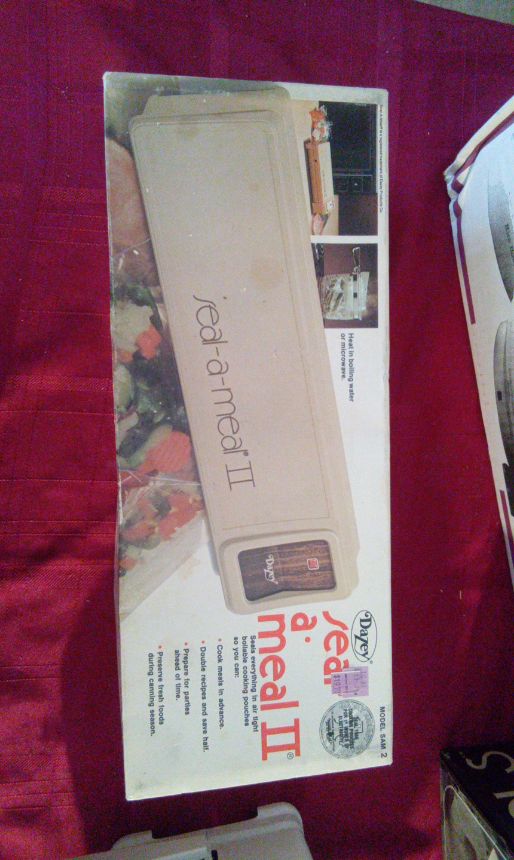 Dazey®
MODEL SAM 2
seal
a·
meal II®
Seals everything in air tight
boilable cooking pouches
so you can:
• Cook meals in advance.
• Double recipes and save half.
• Prepare for parties
ahead of time.
• Preserve fresh foods
during canning season.
Heat in boiling water
or microwave.
seal-a-meal® II
Dazey